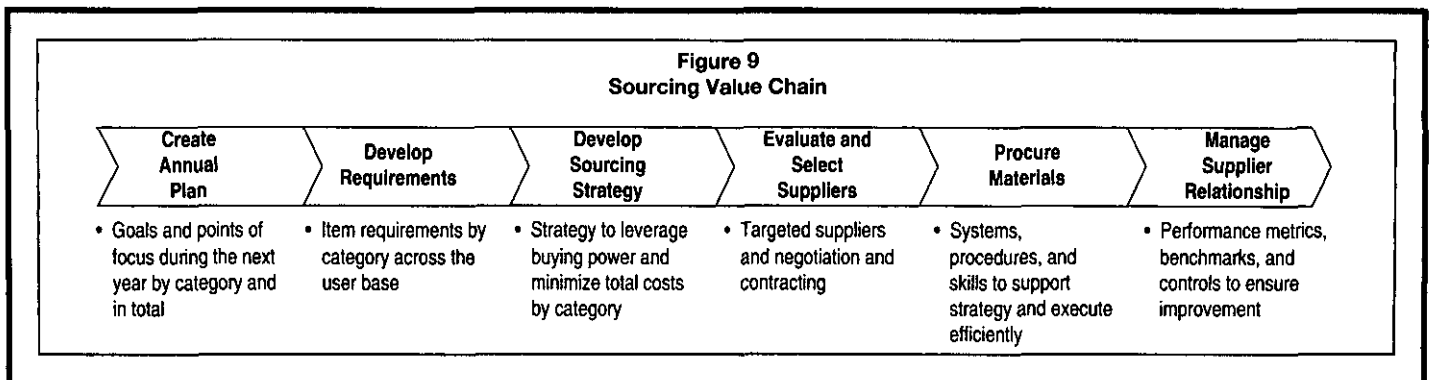 Figure 9
Sourcing Value Chain
Create
Annual
Plan
Develop
Requirements
Develop
Sourcing
Strategy
Evaluate and
Select
Suppliers
Procure
Materials
Manage
Supplier
Relationship
• Goals and points of
focus during the next
year by category and
in total
• Item requirements by
category across the
user base
• Strategy to leverage
buying power and
minimize total costs
by category
• Targeted suppliers
and negotiation and
contracting
• Systems,
procedures, and
skills to support
strategy and execute
efficiently
• Performance metrics,
benchmarks, and
controls to ensure
improvement